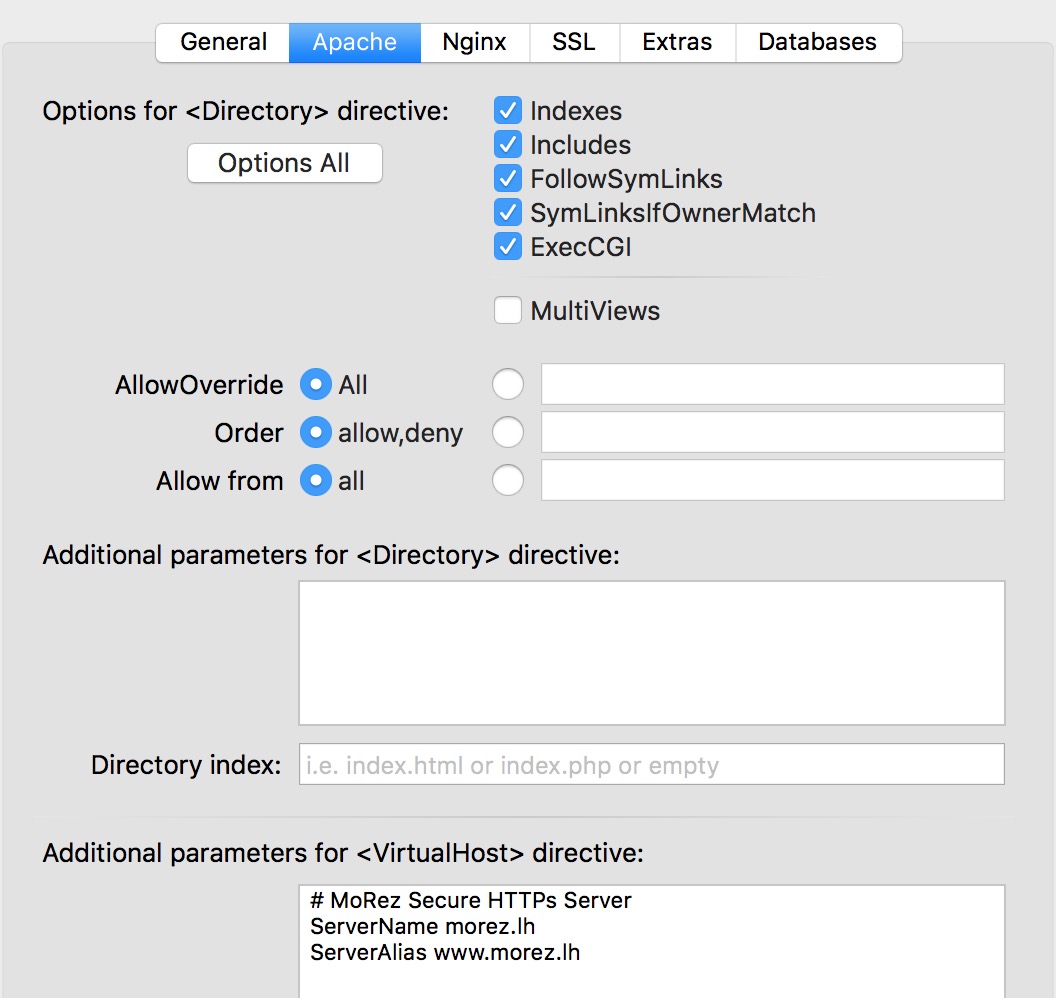 General Apache Nginx SSL Extras Databases
Options for <Directory> directive:
Options All
Indexes
Includes
FollowSymLinks
SymLinksIfOwnerMatch
ExecCGI
MultiViews
AllowOverride All
Order allow,deny
Allow from all
Additional parameters for <Directory> directive:
Directory index: i.e. index.html or index.php or empty
Additional parameters for <VirtualHost> directive:
# MoRez Secure HTTPs Server
ServerName morez.lh
ServerAlias www.morez.lh